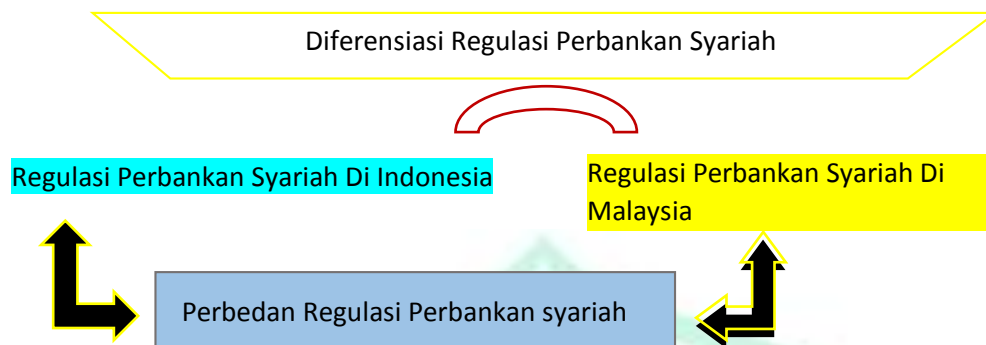 Diferensiasi Regulasi Perbankan Syariah
Regulasi Perbankan Syariah Di Indonesia
Regulasi Perbankan Syariah Di
Malaysia
Perbedan Regulasi Perbankan syariah